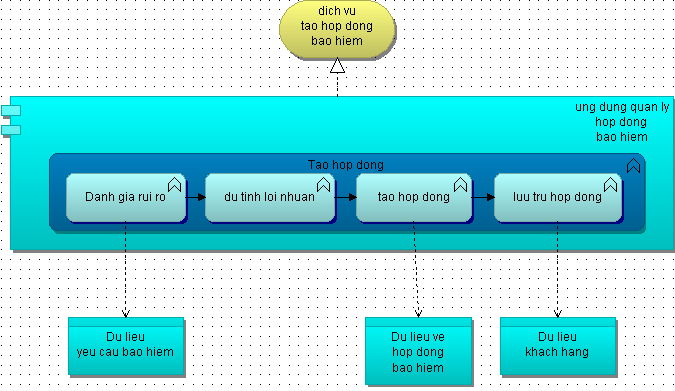 dich vu
tao hop dong
bao hiem
ung dung quan ly
hop dong
bao hiem
Tao hop dong
Danh gia rui ro
du tinh loi nhuan
tao hop dong
luu tru hop dong
Du lieu
yeu cau bao hiem
Du lieu ve
hop dong
bao hiem
Du lieu
khach hang